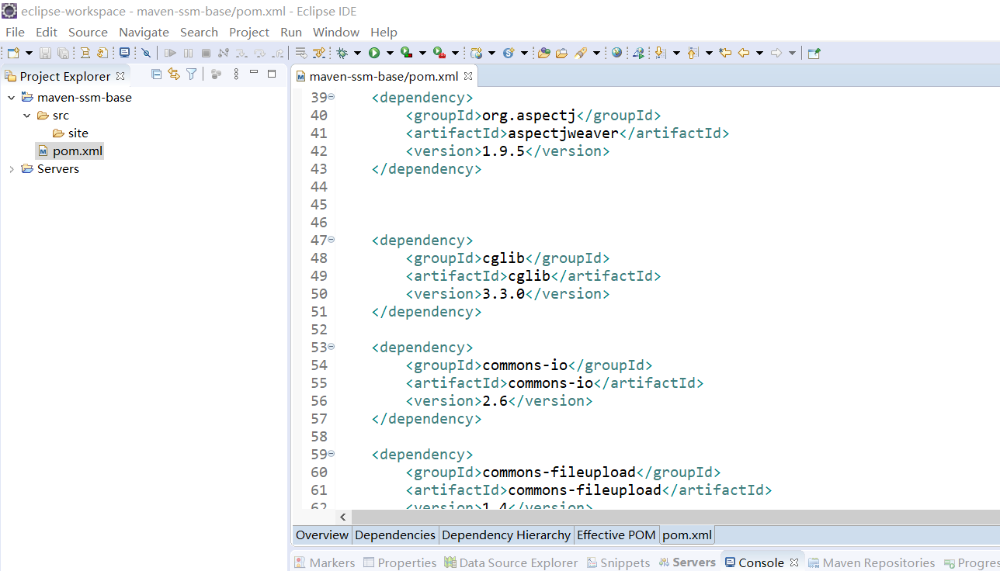 eclipse-workspace - maven-ssm-base/pom.xml - Eclipse IDE
File Edit Source Navigate Search Project Run Window Help
Project Explorer
maven-ssm-base
src
site
pom.xml
Servers
maven-ssm-base/pom.xml
39 <dependency>
40 <groupId>org.aspectj</groupId>
41 <artifactId>aspectjweaver</artifactId>
42 <version>1.9.5</version>
43 </dependency>
44
45
46
47 <dependency>
48 <groupId>cglib</groupId>
49 <artifactId>cglib</artifactId>
50 <version>3.3.0</version>
51 </dependency>
52
53 <dependency>
54 <groupId>commons-io</groupId>
55 <artifactId>commons-io</artifactId>
56 <version>2.6</version>
57 </dependency>
58
59 <dependency>
60 <groupId>commons-fileupload</groupId>
61 <artifactId>commons-fileupload</artifactId>
62 <version>1.4</version>
Overview Dependencies Dependency Hierarchy Effective POM pom.xml
Markers Properties Data Source Explorer Snippets Servers Console Maven Repositories Progres